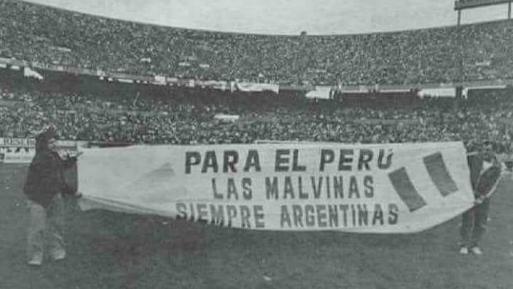 PARA EL PERÚ
LAS MALVINAS
SIEMPRE ARGENTINAS